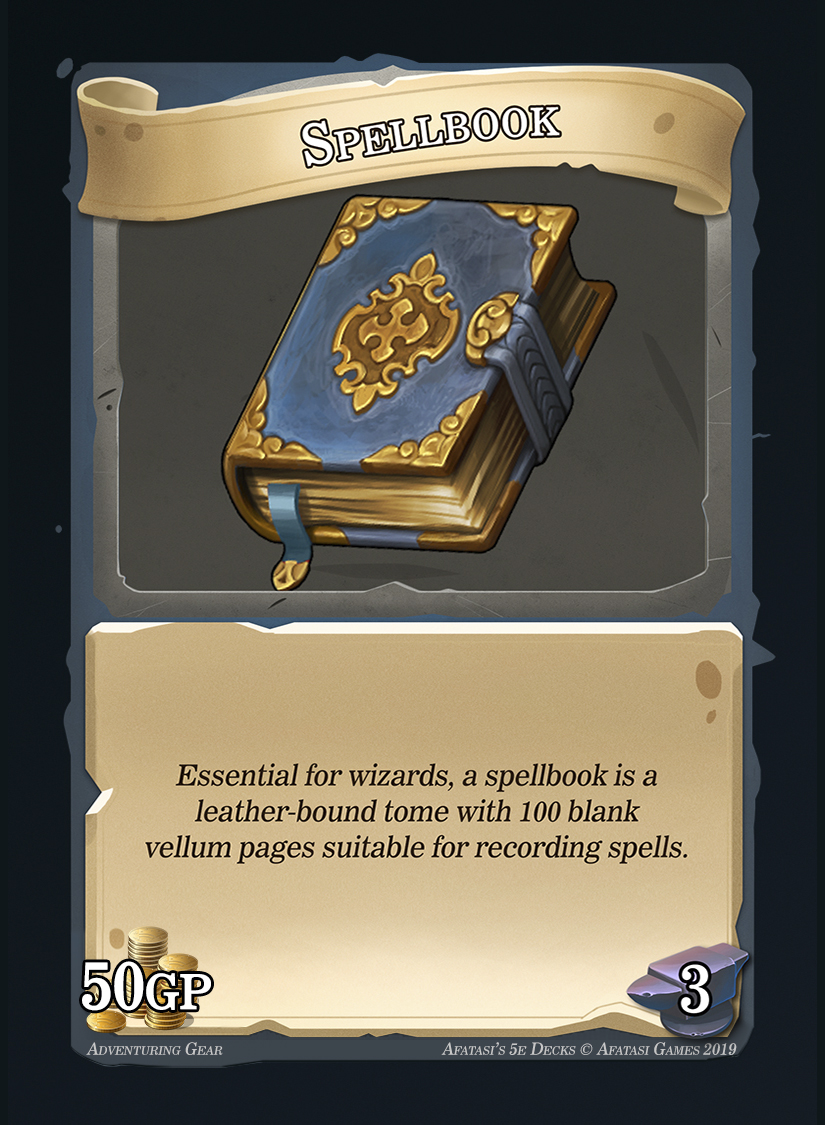 Spellbook
Essential for wizards, a spellbook is a
leather-bound tome with 100 blank
vellum pages suitable for recording spells.
50GP
3
Adventuring Gear
Afatasi's 5e Decks © Afatasi Games 2019